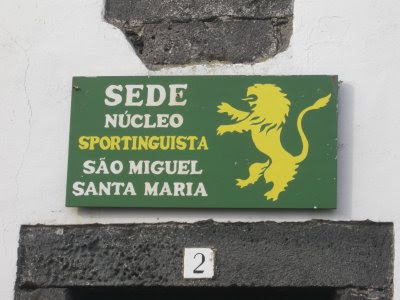 SEDE
NÚCLEO
SPORTINGUISTA
SÃO MIGUEL
SANTA MARIA
2